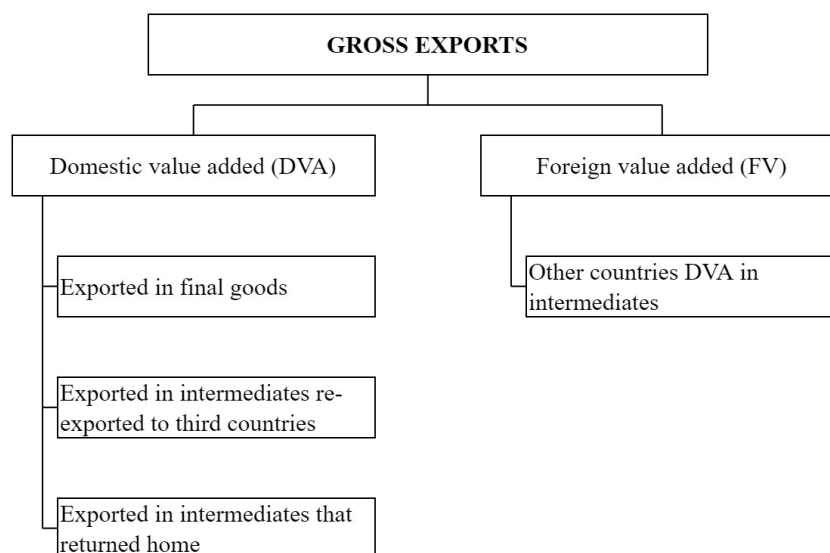 GROSS EXPORTS
Domestic value added (DVA)
Foreign value added (FV)
Exported in final goods
Other countries DVA in
intermediates
Exported in intermediates re-
exported to third countries
Exported in intermediates that
returned home